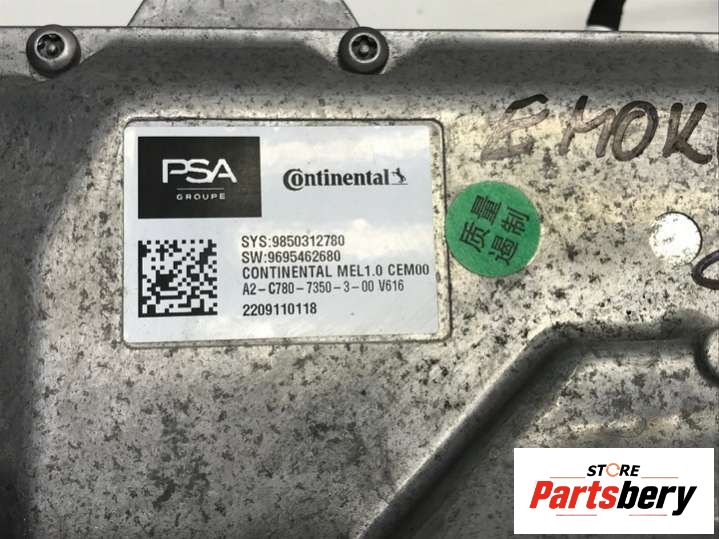 PSA
GROUPE
Continental
SYS:9850312780
SW:9695462680
CONTINENTAL MEL1.0 CEM00
A2-C780-7350-3-00 V616
2209110118
质量
遏制
EMOK
STORE
Partsbery